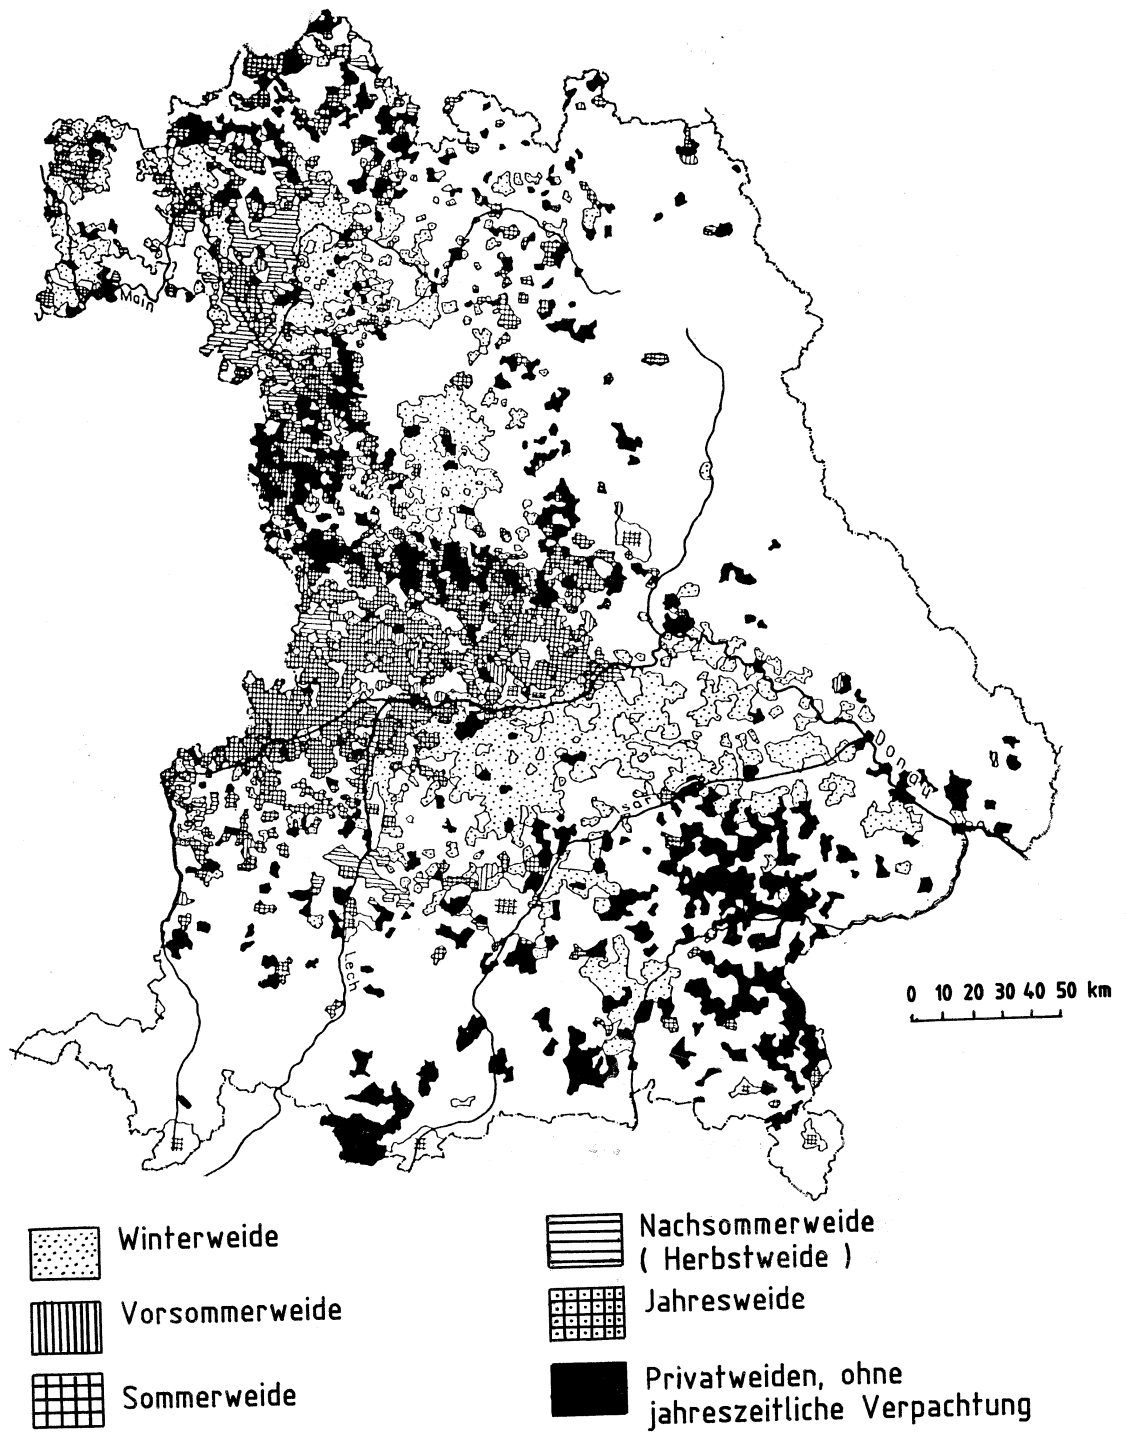 Main
Donau
Isar
Lech
0 10 20 30 40 50 km
Winterweide
Vorsommerweide
Sommerweide
Nachsommerweide
( Herbstweide )
Jahresweide
Privatweiden, ohne
jahreszeitliche Verpachtung